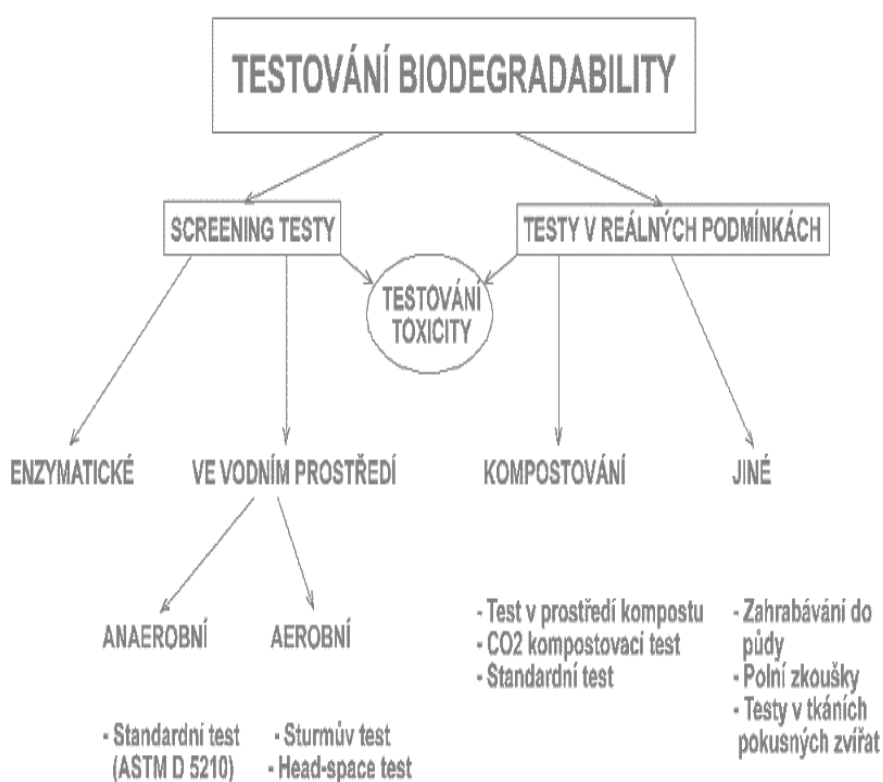 TESTOVÁNÍ BIODEGRADABILITY
SCREENING TESTY
TESTY V REÁLNÝCH PODMÍNKÁCH
TESTOVÁNÍ
TOXICITY
ENZYMATICKÉ
VE VODNÍM PROSTŘEDÍ
KOMPOSTOVÁNÍ
JINÉ
ANAEROBNÍ
AEROBNÍ
- Test v prostředí kompostu
- CO2 kompostovací test
- Standardní test
- Zahrabávání do
půdy
- Polní zkoušky
- Testy v tkáních
pokusných zvířat
- Standardní test
(ASTM D 5210)
- Sturmův test
- Head-space test